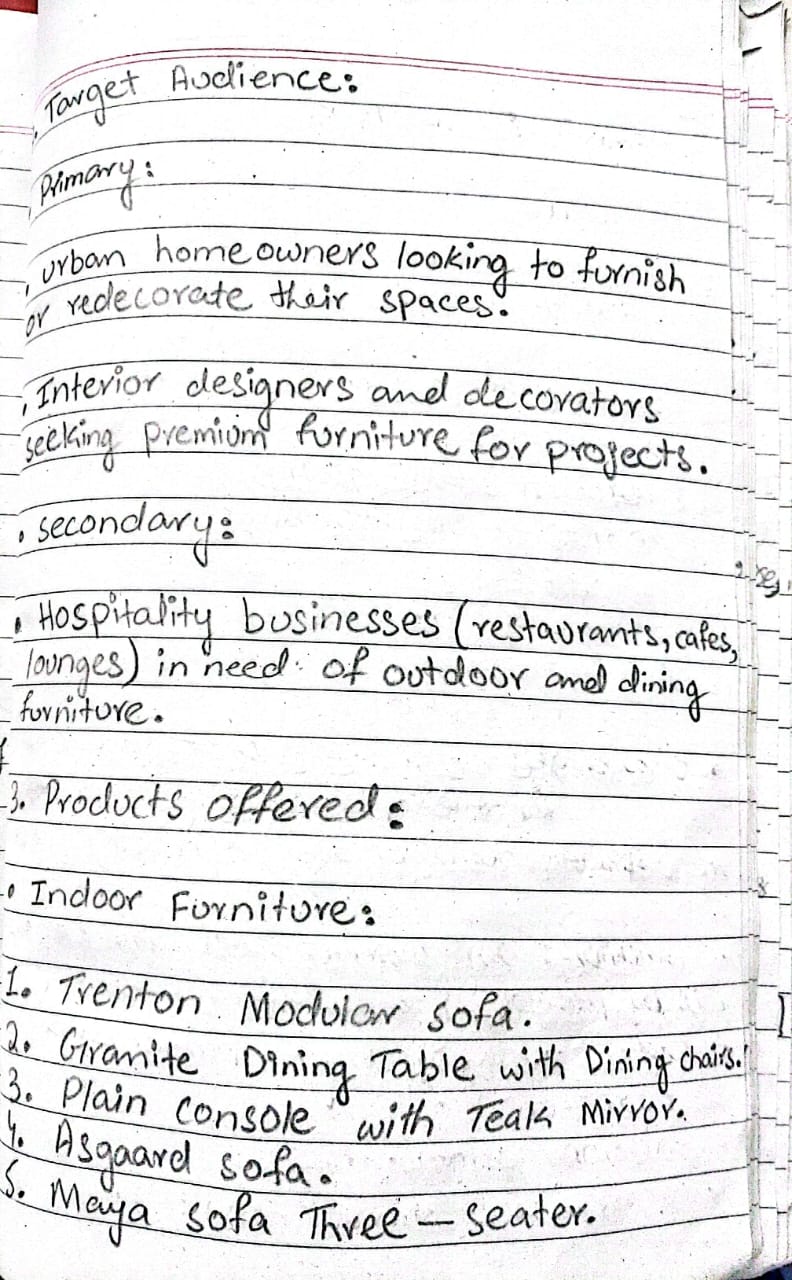 Target Audience:
Primary:
urban homeowners looking to furnish
or redecorate their spaces.
Interior designers and decorators
seeking premium furniture for projects.
• secondary:
• Hospitality businesses (restaurants, cafes,
lounges) in need of outdoor and dining
furniture.
3. Products offered:
• Indoor Furniture:
1. Trenton Modular sofa.
2. Granite Dining Table with Dining chairs.
3. Plain console with Teak Mirror.
4. Asgaard sofa.
5. Maya sofa Three – seater.